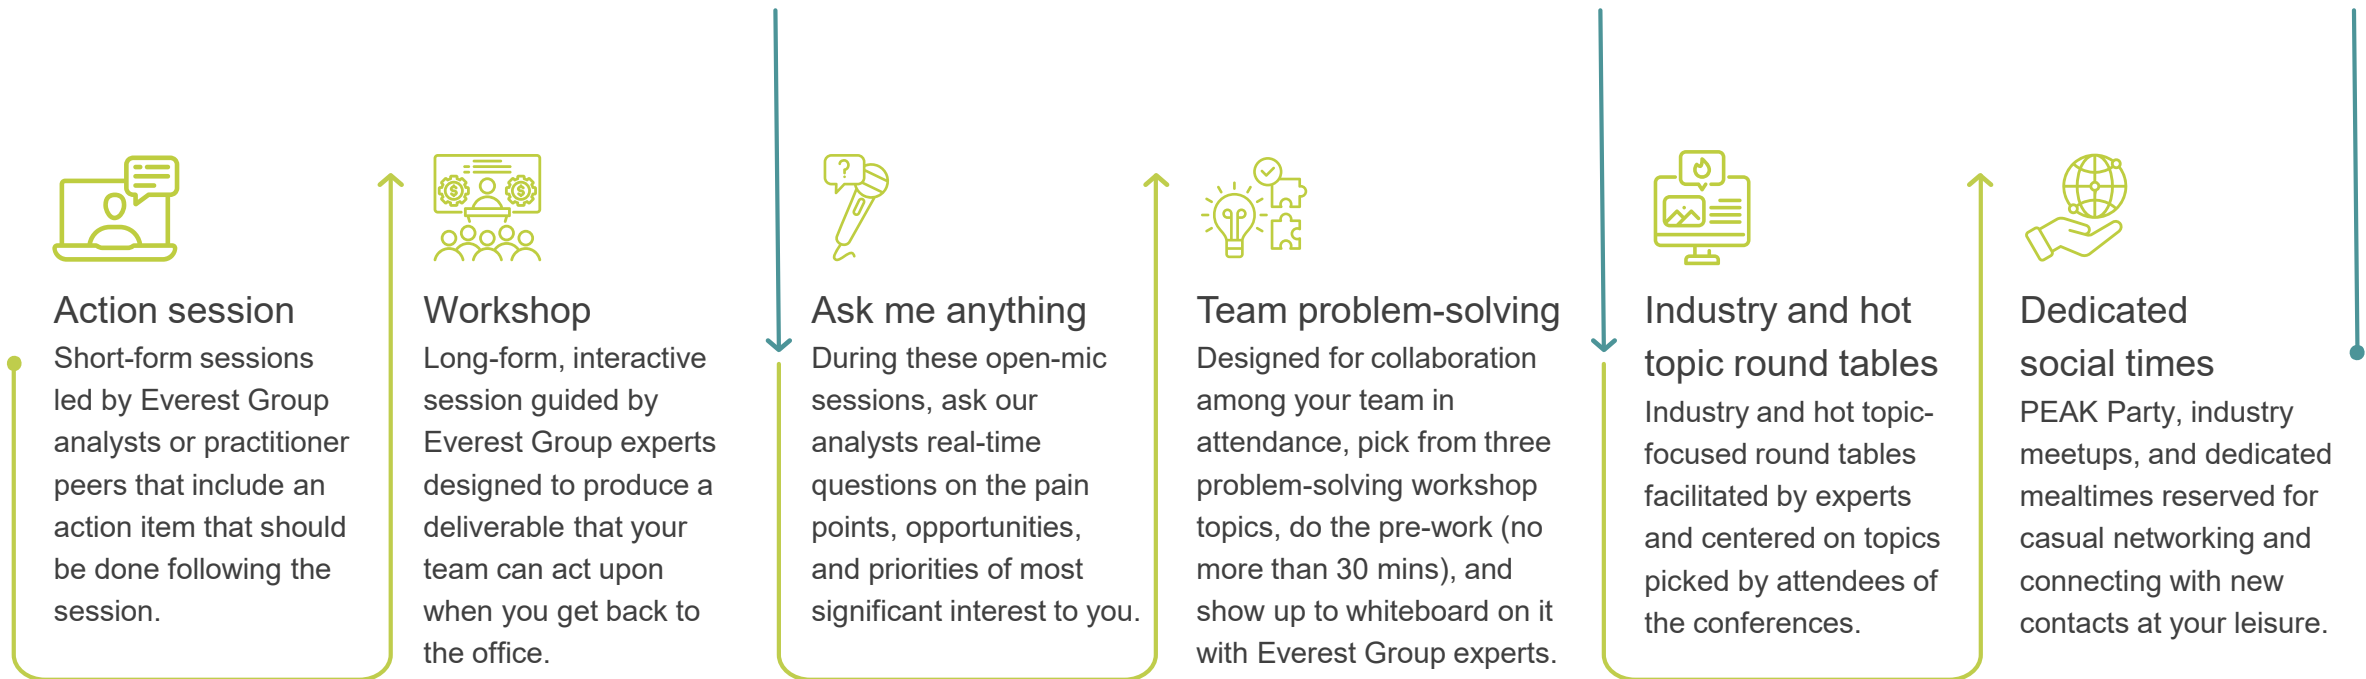 Action session
Short-form sessions
led by Everest Group
analysts or practitioner
peers that include an
action item that should
be done following the
session.
Workshop
Long-form, interactive
session guided by
Everest Group experts
designed to produce a
deliverable that your
team can act upon
when you get back to
the office.
?
Ask me anything
During these open-mic
sessions, ask our
analysts real-time
questions on the pain
points, opportunities,
and priorities of most
significant interest to you.
Team problem-solving
Designed for collaboration
among your team in
attendance, pick from three
problem-solving workshop
topics, do the pre-work (no
more than 30 mins), and
show up to whiteboard on it
with Everest Group experts.
Industry and hot
topic round tables
Industry and hot topic-
focused round tables
facilitated by experts
and centered on topics
picked by attendees of
the conferences.
Dedicated
social times
PEAK Party, industry
meetups, and dedicated
mealtimes reserved for
casual networking and
connecting with new
contacts at your leisure.